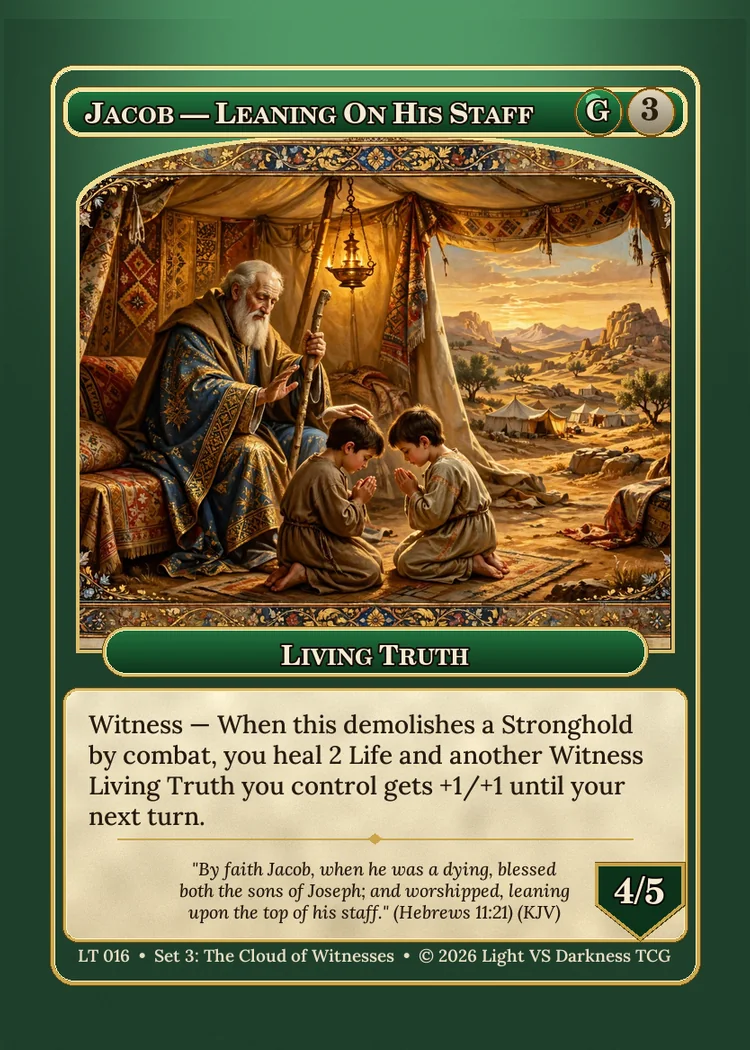 Jacob — Leaning On His Staff
G 3
Living Truth
Witness — When this demolishes a Stronghold
by combat, you heal 2 Life and another Witness
Living Truth you control gets +1/+1 until your
next turn.
"By faith Jacob, when he was a dying, blessed
both the sons of Joseph; and worshipped, leaning
upon the top of his staff." (Hebrews 11:21) (KJV)
4/5
LT 016 • Set 3: The Cloud of Witnesses • © 2026 Light VS Darkness TCG